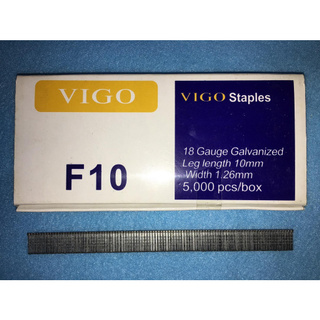 VIGO
F10
VIGO Staples
18 Gauge Galvanized
Leg length 10mm
Width 1.26mm
5,000 pcs/box